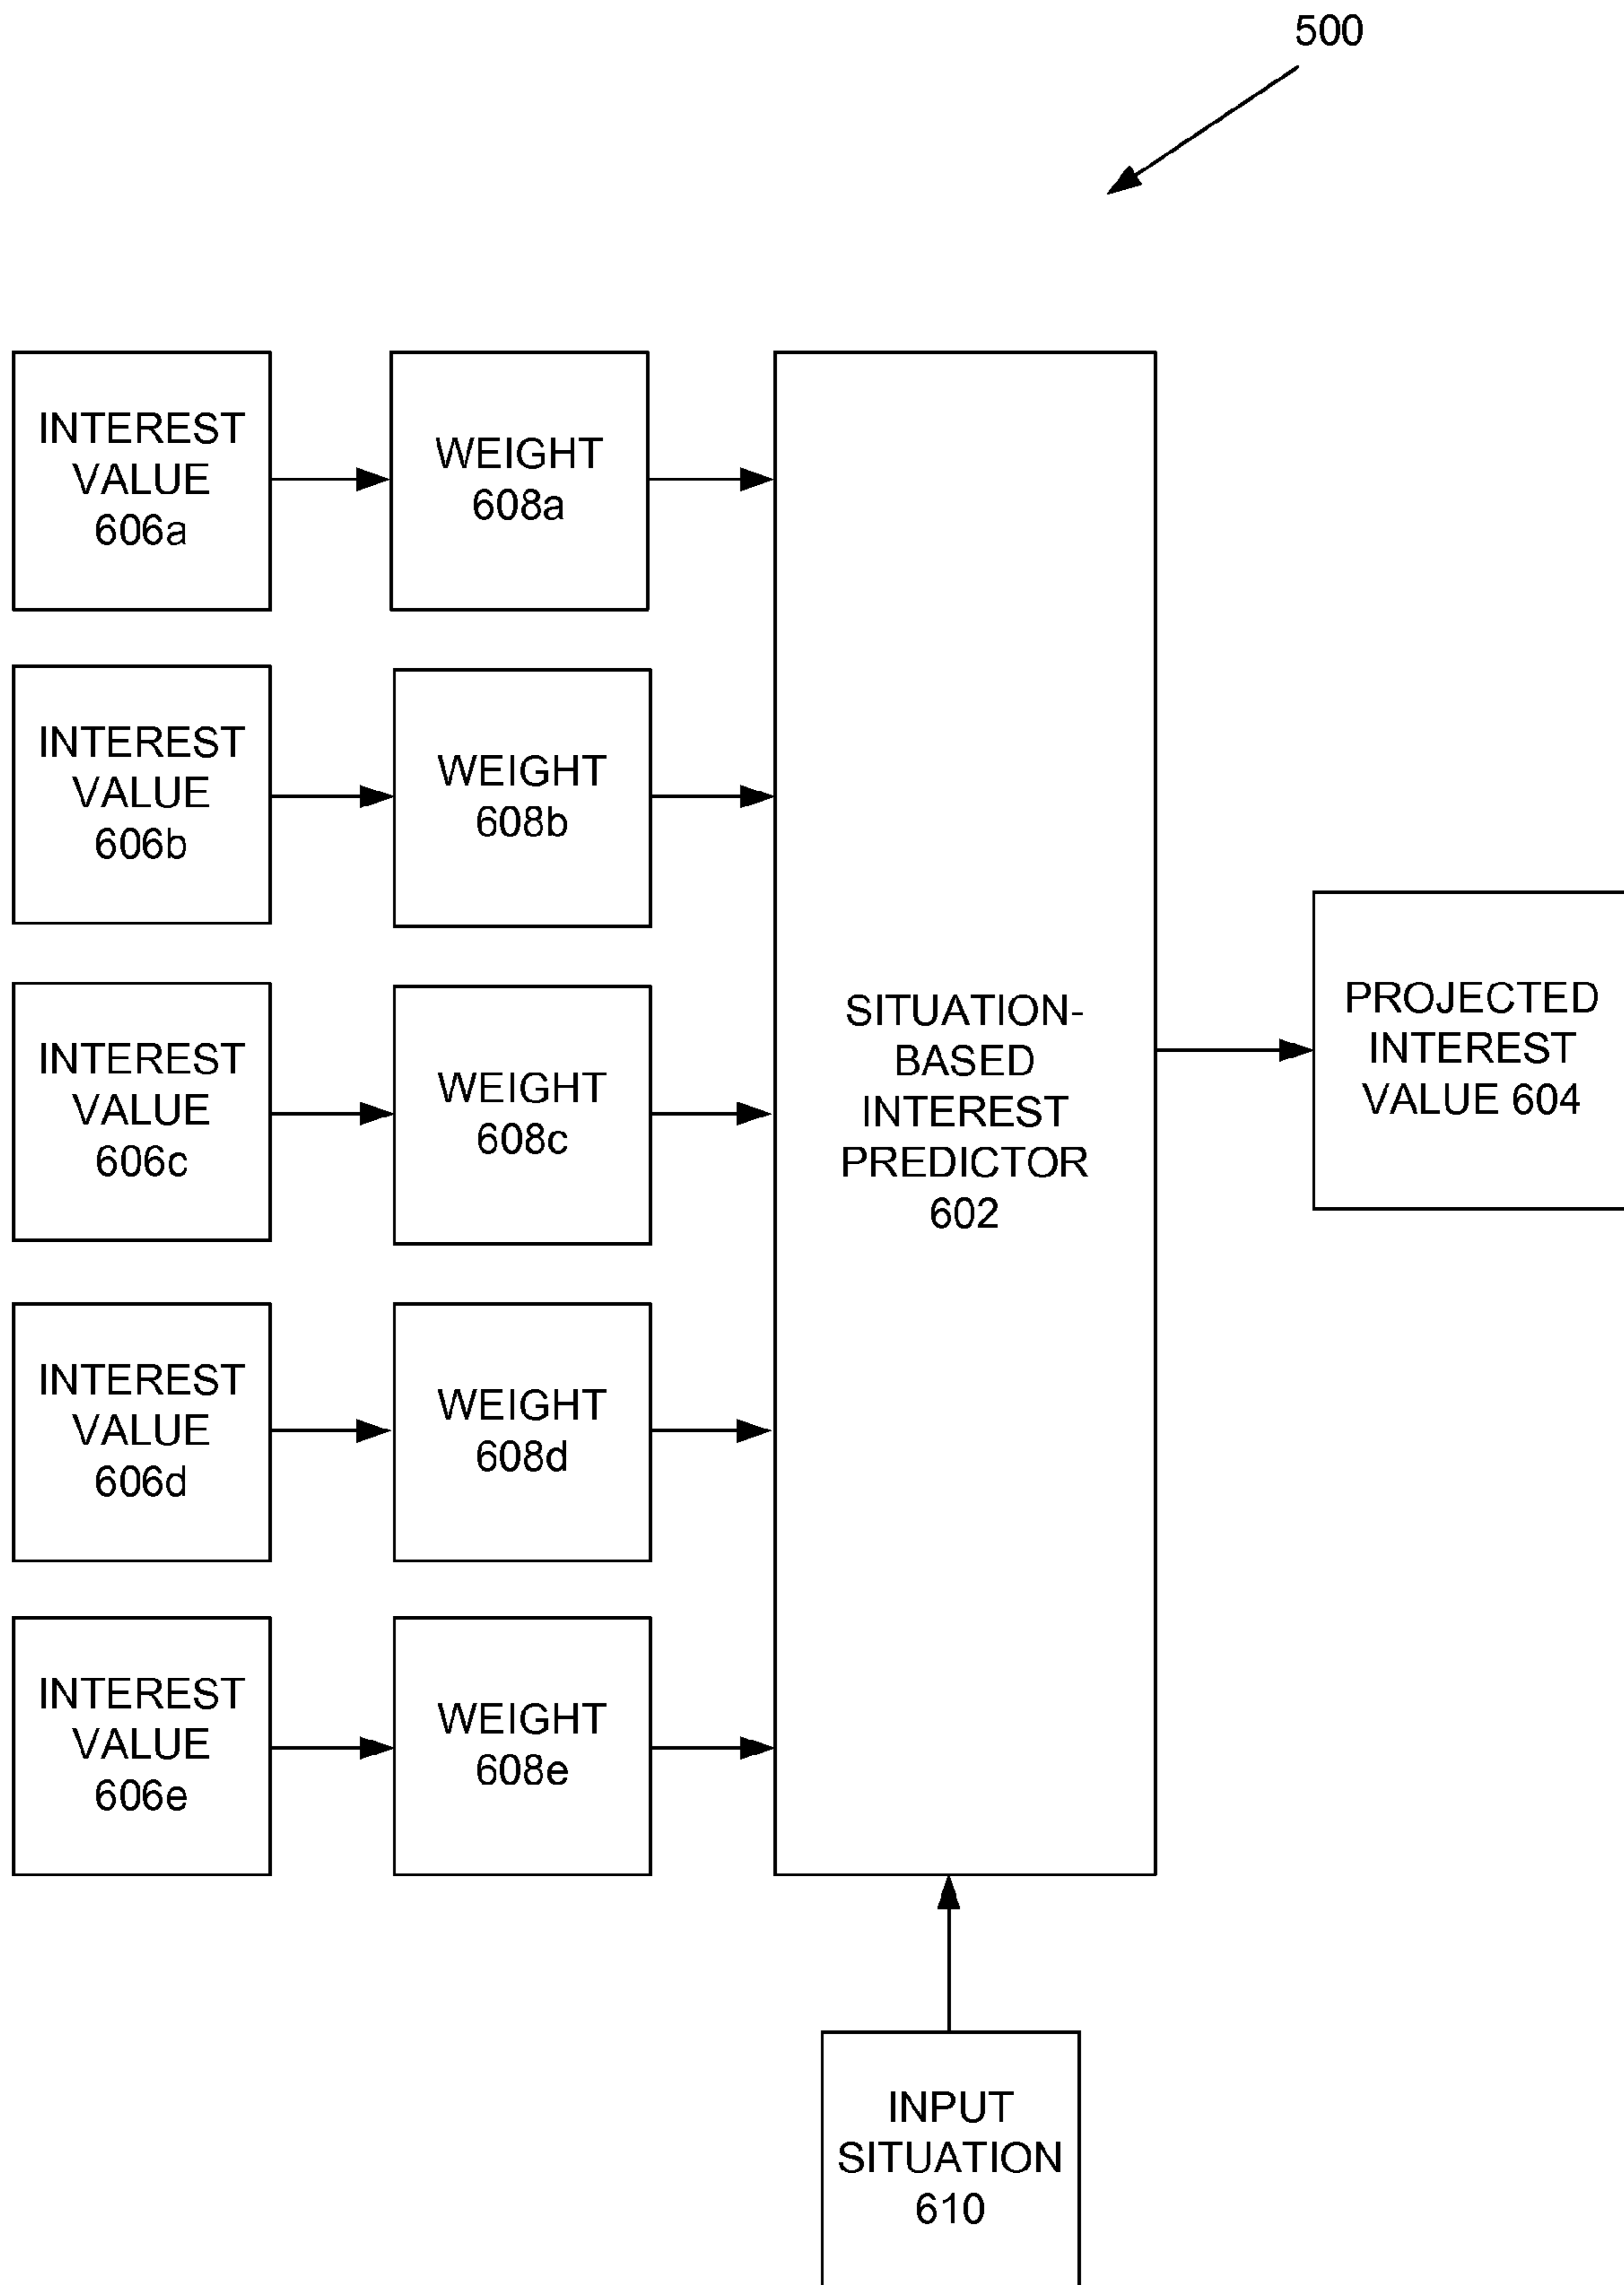 500
INTEREST
VALUE
606a
WEIGHT
608a
INTEREST
VALUE
606b
WEIGHT
608b
INTEREST
VALUE
606c
WEIGHT
608c
INTEREST
VALUE
606d
WEIGHT
608d
INTEREST
VALUE
606e
WEIGHT
608e
SITUATION-
BASED
INTEREST
PREDICTOR
602
PROJECTED
INTEREST
VALUE 604
INPUT
SITUATION
610